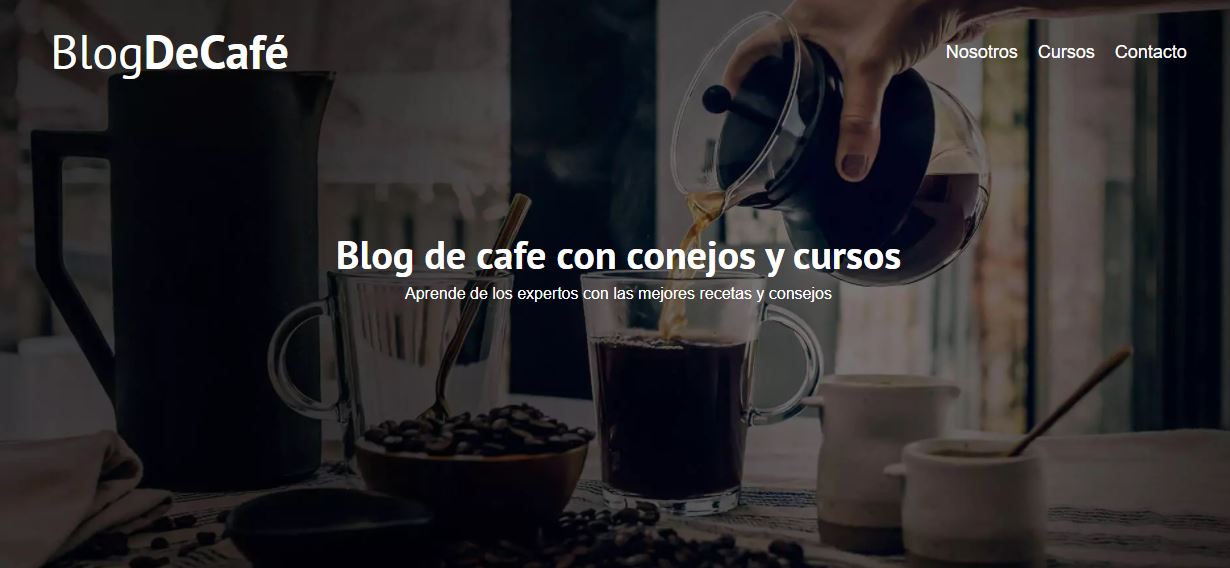 BlogDeCafé
Nosotros Cursos Contacto
Blog de cafe con conejos y cursos
Aprende de los expertos con las mejores recetas y consejos